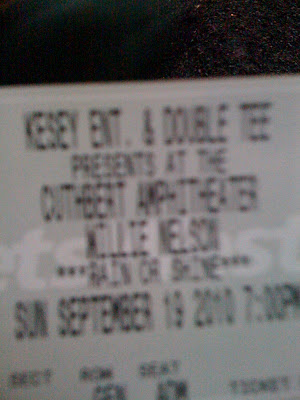 KESEY ENT. & DOUBLE TEE
PRESENTS AT THE
CUTHBERT AMPHITHEATER
WILLIE NELSON
***RAIN OR SHINE***
SUN SEPTEMBER 19 2010 7:00PM
SECT ROW SEAT
GEN ADM TICKET